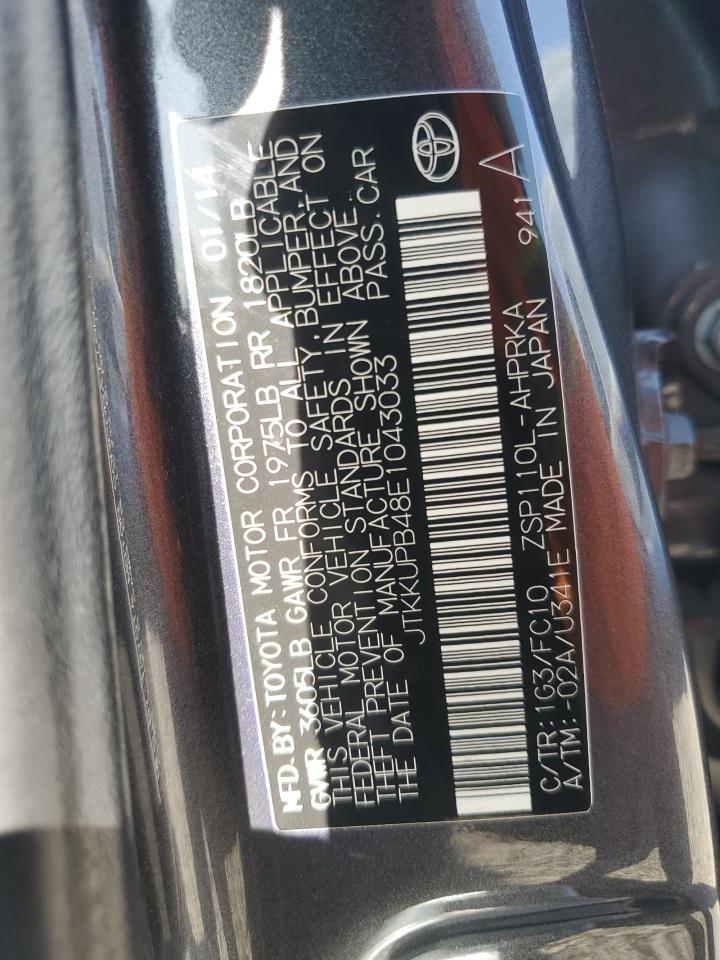 MFD.BY:TOYOTA MOTOR CORPORATION 01/14
GVWR 3605LB GAWR FR 1975LB RR 1820LB
THIS VEHICLE CONFORMS TO ALL APPLICABLE
FEDERAL MOTOR VEHICLE SAFETY, BUMPER, AND
THEFT PREVENTION STANDARDS IN EFFECT ON
THE DATE OF MANUFACTURE SHOWN ABOVE.
JTKKUPB48E1043033 PASS.CAR
C/TR:1G3/FC10 ZSP110L-AHPRKA 941 A
A/TM:-02A/U341E MADE IN JAPAN